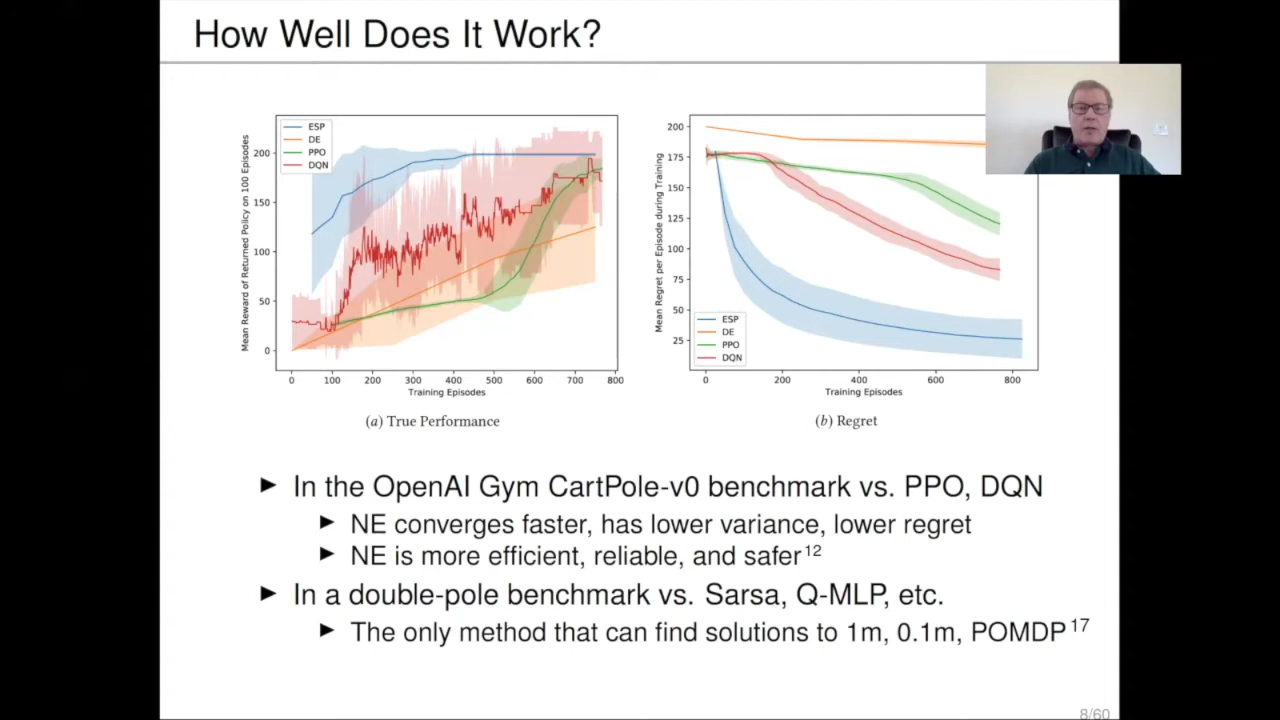 How Well Does It Work?
ESP
DE
PPO
DQN
Mean Reward of Returned Policy on 100 Episodes
200
150
100
50
0
0 100 200 300 400 500 600 700 800
Training Episodes
(a) True Performance
Mean Regret per Episode during Training
200
175
150
125
100
75
50
25
ESP
DE
PPO
DQN
0 200 400 600 800
Training Episodes
(b) Regret
► In the OpenAI Gym CartPole-v0 benchmark vs. PPO, DQN
► NE converges faster, has lower variance, lower regret
► NE is more efficient, reliable, and safer12
► In a double-pole benchmark vs. Sarsa, Q-MLP, etc.
► The only method that can find solutions to 1m, 0.1m, POMDP17
8/60